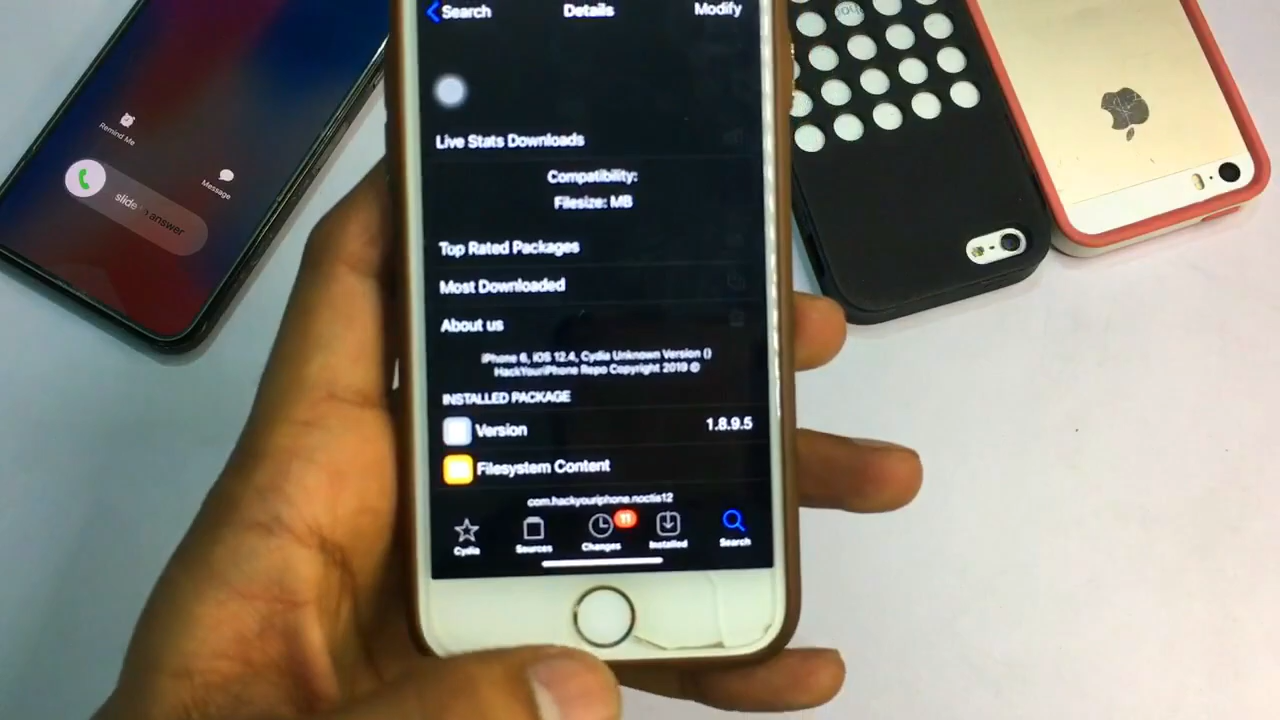 Search
Details
Modify
Live Stats Downloads
Compatibility:
Filesize: MB
Top Rated Packages
Most Downloaded
About us
iPhone 6, iOS 12.4, Cydia Unknown Version ()
HackYouriPhone Repo Copyright 2019 ©
INSTALLED PACKAGE
Version
1.8.9.5
Filesystem Content
com.hackyouriphone.noctis12
Cydia
Sources
Changes
11
Installed
Search
Remind Me
Message
slide to answer